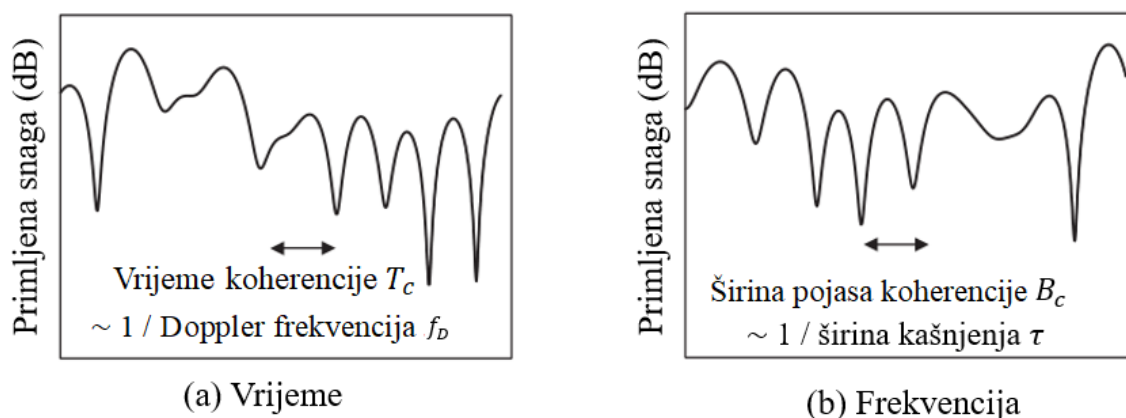 Primljena snaga (dB)
Vrijeme koherencije T_c
~ 1 / Doppler frekvencija f_D
(a) Vrijeme
Primljena snaga (dB)
Širina pojasa koherencije B_c
~ 1 / širina kašnjenja τ
(b) Frekvencija